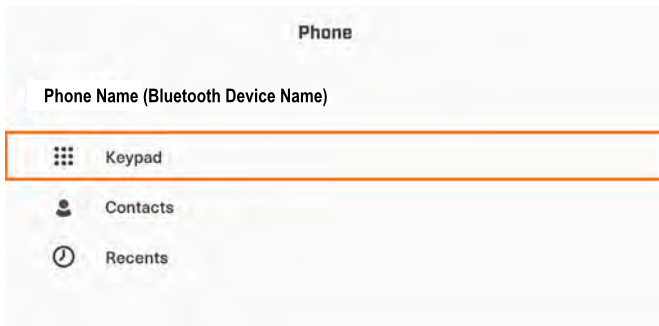 Phone
Phone Name (Bluetooth Device Name)
Keypad
Contacts
Recents